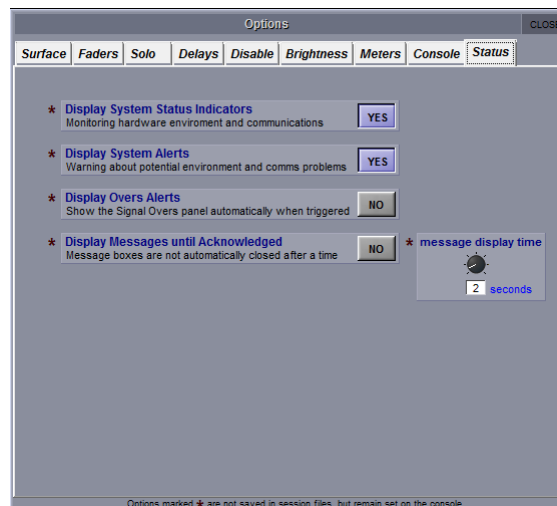 Options
CLOSE
Surface Faders Solo Delays Disable Brightness Meters Console Status
* Display System Status Indicators
Monitoring hardware enviroment and communications
YES
* Display System Alerts
Warning about potential environment and comms problems
YES
* Display Overs Alerts
Show the Signal Overs panel automatically when triggered
NO
* Display Messages until Acknowledged
Message boxes are not automatically closed after a time
NO
* message display time
2 seconds
Options marked * are not saved in session files, but remain set on the console